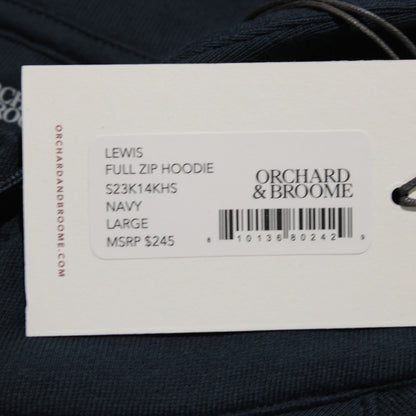 ORCHARDANDBROOME.COM
LEWIS
FULL ZIP HOODIE
S23K14KHS
NAVY
LARGE
MSRP $245
ORCHARD
& BROOME
8 10136 80242 9